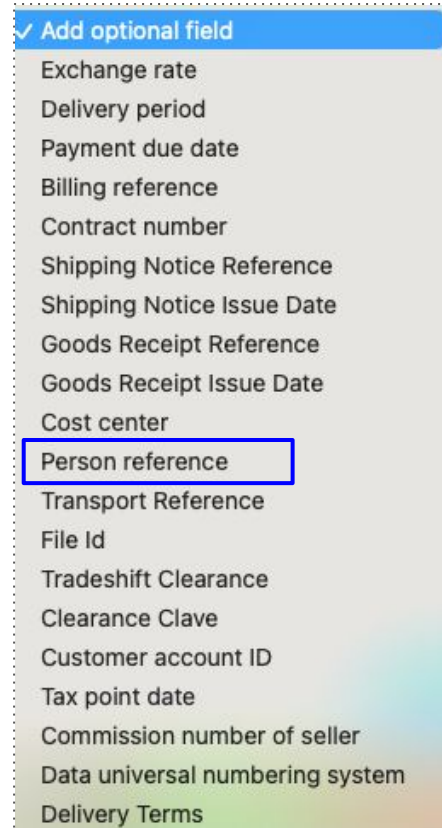 ✓ Add optional field
Exchange rate
Delivery period
Payment due date
Billing reference
Contract number
Shipping Notice Reference
Shipping Notice Issue Date
Goods Receipt Reference
Goods Receipt Issue Date
Cost center
Person reference
Transport Reference
File Id
Tradeshift Clearance
Clearance Clave
Customer account ID
Tax point date
Commission number of seller
Data universal numbering system
Delivery Terms